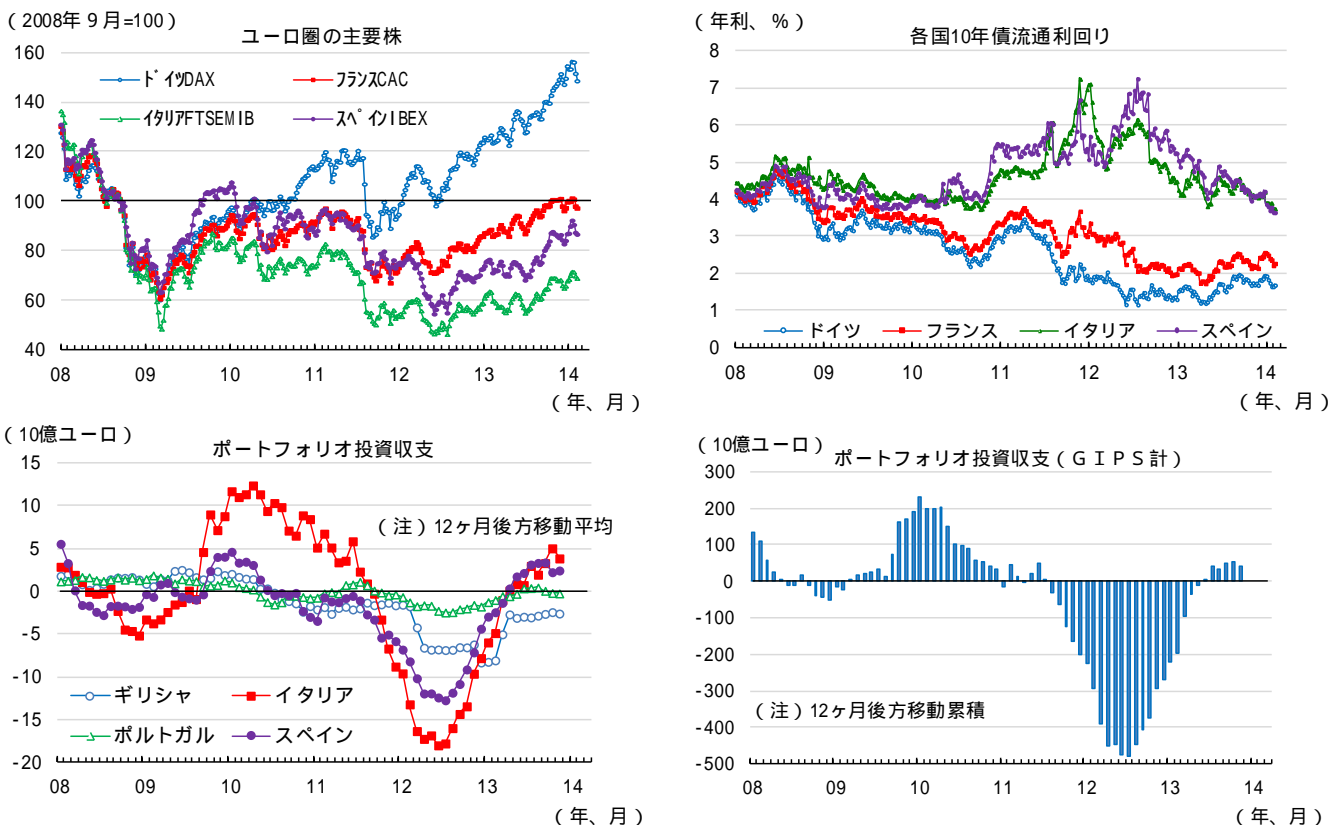 (2008年9月=100)
ユーロ圏の主要株
160
140
120
100
80
60
40
ドイツDAX
フランスCAC
イタリアFTSEMIB
スペインIBEX
08 09 10 11 12 13 14
(年、月)
(年利、%)
各国10年債流通利回り
8
7
6
5
4
3
2
1
0
ドイツ フランス イタリア スペイン
08 09 10 11 12 13 14
(年、月)
(10億ユーロ)
ポートフォリオ投資収支
15
10
5
0
-5
-10
-15
-20
(注)12ヶ月後方移動平均
ギリシャ イタリア
ポルトガル スペイン
08 09 10 11 12 13 14
(年、月)
(10億ユーロ)
ポートフォリオ投資収支(GIPS計)
300
200
100
0
-100
-200
-300
-400
-500
(注)12ヶ月後方移動累積
08 09 10 11 12 13 14
(年、月)